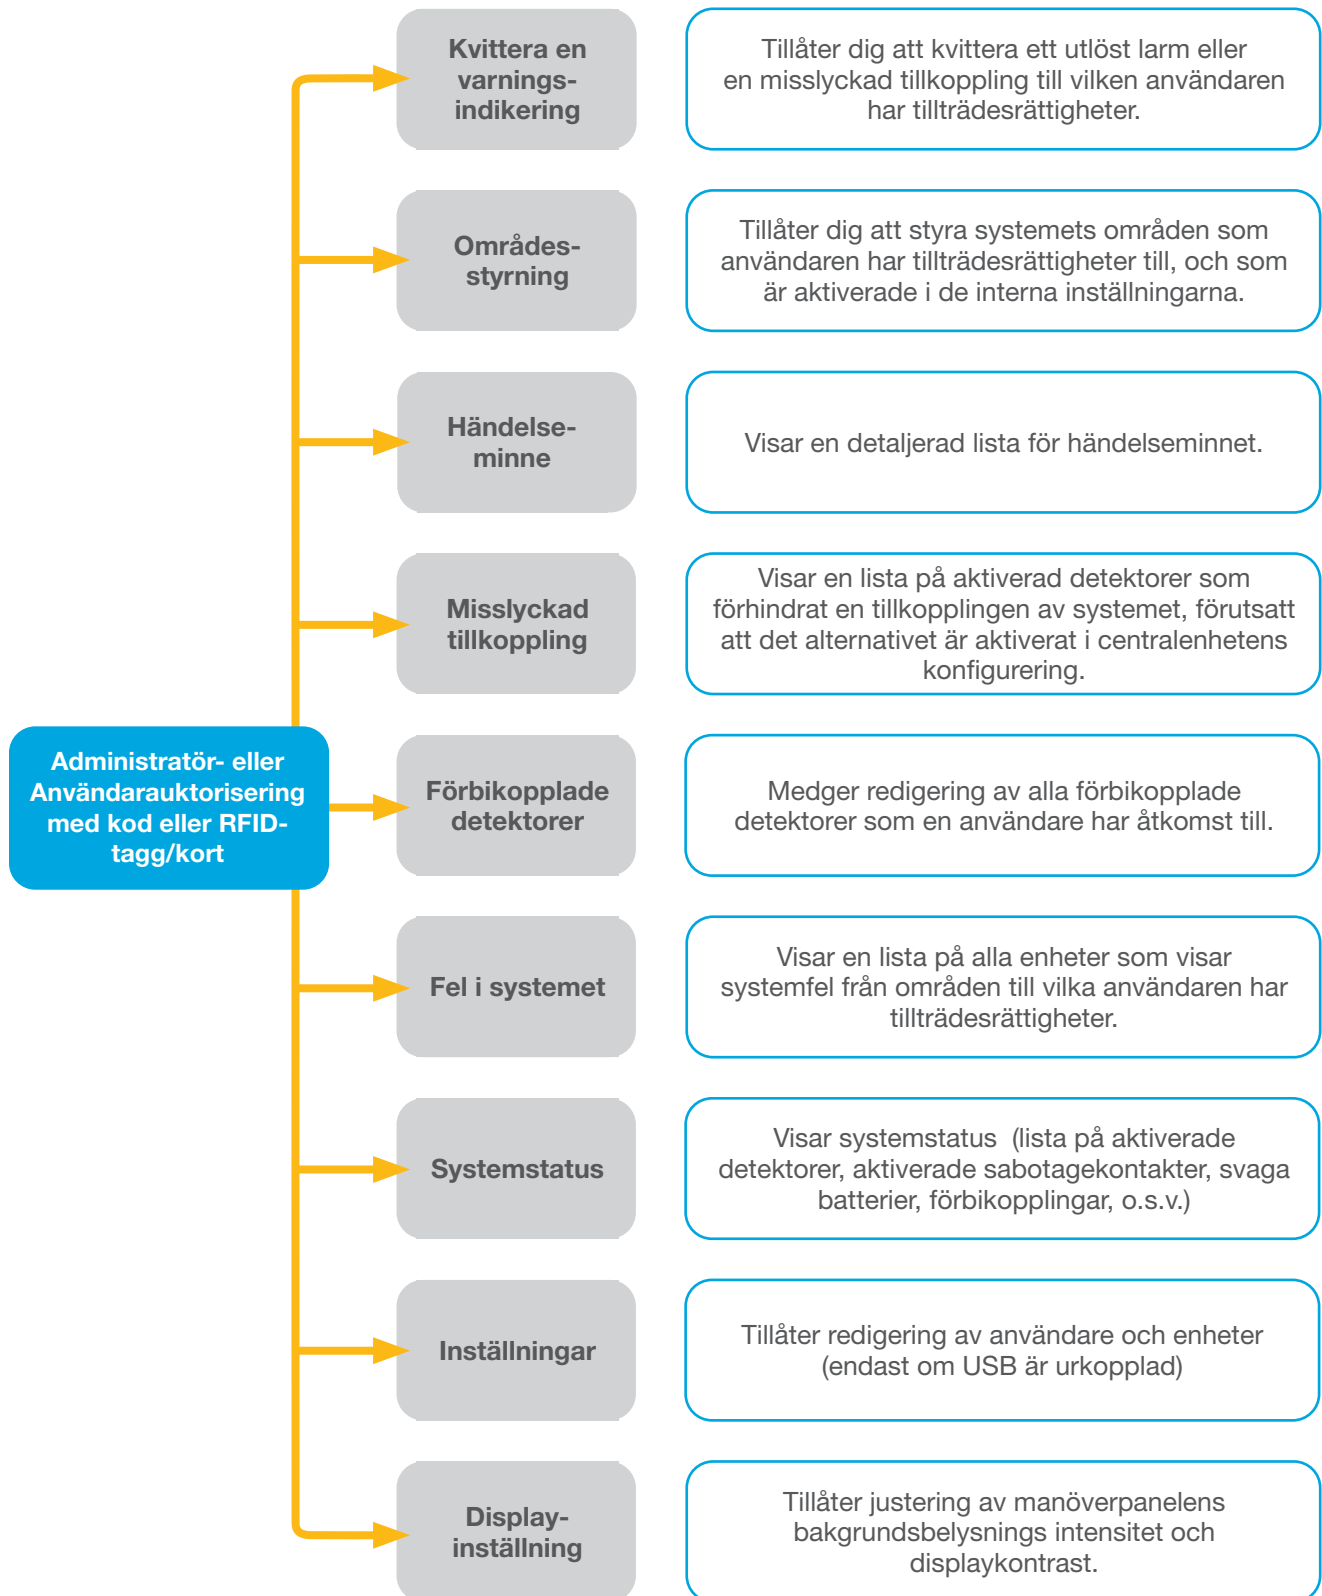 Kvittera en
varnings-
indikering
Tillåter dig att kvittera ett utlöst larm eller
en misslyckad tillkoppling till vilken användaren
har tillträdesrättigheter.
Områdes-
styrning
Tillåter dig att styra systemets områden som
användaren har tillträdesrättigheter till, och som
är aktiverade i de interna inställningarna.
Händelse-
minne
Visar en detaljerad lista för händelseminnet.
Misslyckad
tillkoppling
Visar en lista på aktiverad detektorer som
förhindrat en tillkopplingen av systemet, förutsatt
att det alternativet är aktiverat i centralenhetens
konfigurering.
Administratör- eller
Användarauktorisering
med kod eller RFID-
tagg/kort
Förbikopplade
detektorer
Medger redigering av alla förbikopplade
detektorer som en användare har åtkomst till.
Fel i systemet
Visar en lista på alla enheter som visar
systemfel från områden till vilka användaren har
tillträdesrättigheter.
Systemstatus
Visar systemstatus  (lista på aktiverade
detektorer, aktiverade sabotagekontakter, svaga
batterier, förbikopplingar, o.s.v.)
Inställningar
Tillåter redigering av användare och enheter
(endast om USB är urkopplad)
Display-
inställning
Tillåter justering av manöverpanelens
bakgrundsbelysnings intensitet och
displaykontrast.